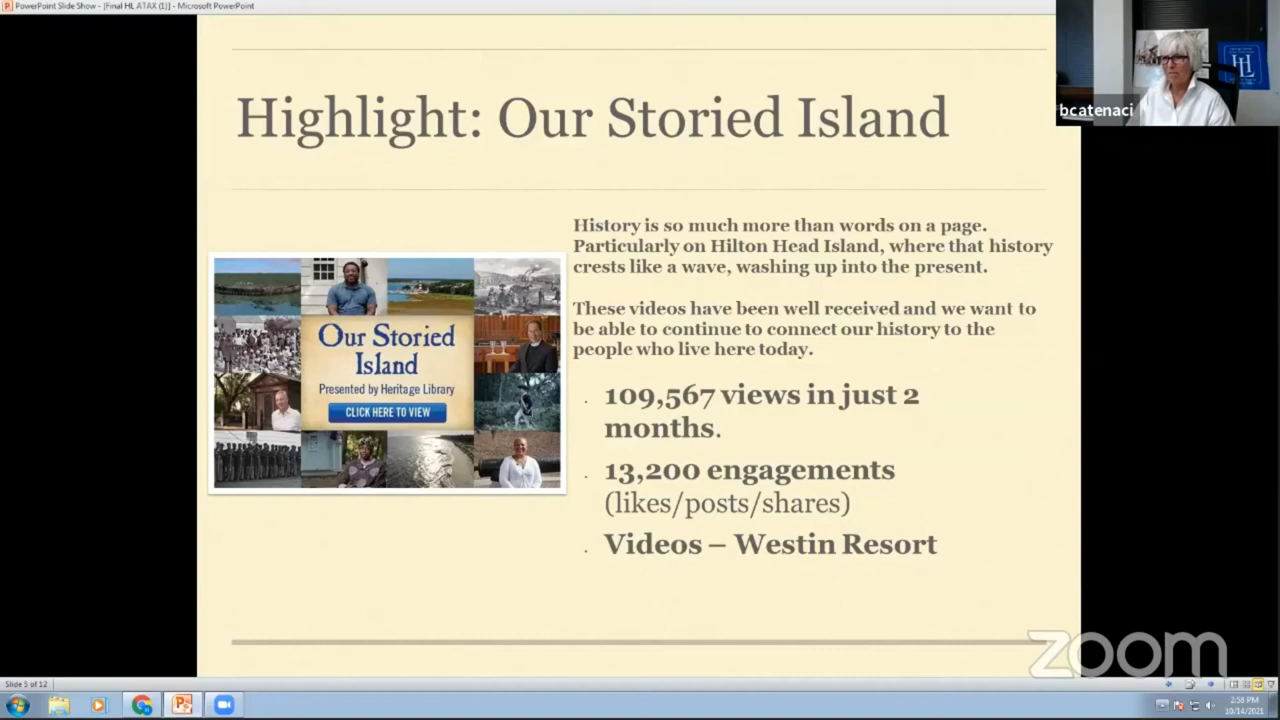 PowerPoint Slide Show - [Final HL ATAX (1)] - Microsoft PowerPoint
HL
bcatenaci
Highlight: Our Storied Island
History is so much more than words on a page.
Particularly on Hilton Head Island, where that history
crests like a wave, washing up into the present.
These videos have been well received and we want to
be able to continue to connect our history to the
people who live here today.
Our Storied
Island
Presented by Heritage Library
CLICK HERE TO VIEW
. 109,567 views in just 2
months.
. 13,200 engagements
(likes/posts/shares)
. Videos – Westin Resort
zoom
Slide 5 of 12
2:58 PM
10/14/2021